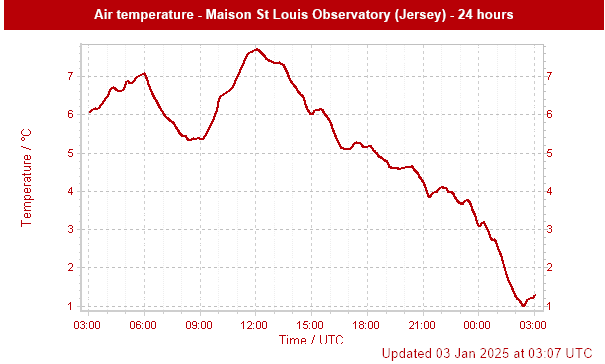 Air temperature - Maison St Louis Observatory (Jersey) - 24 hours
Temperature / °C
7 7
6 6
5 5
4 4
3 3
2 2
1 1
03:00 06:00 09:00 12:00 15:00 18:00 21:00 00:00 03:00
Time / UTC
Updated 03 Jan 2025 at 03:07 UTC